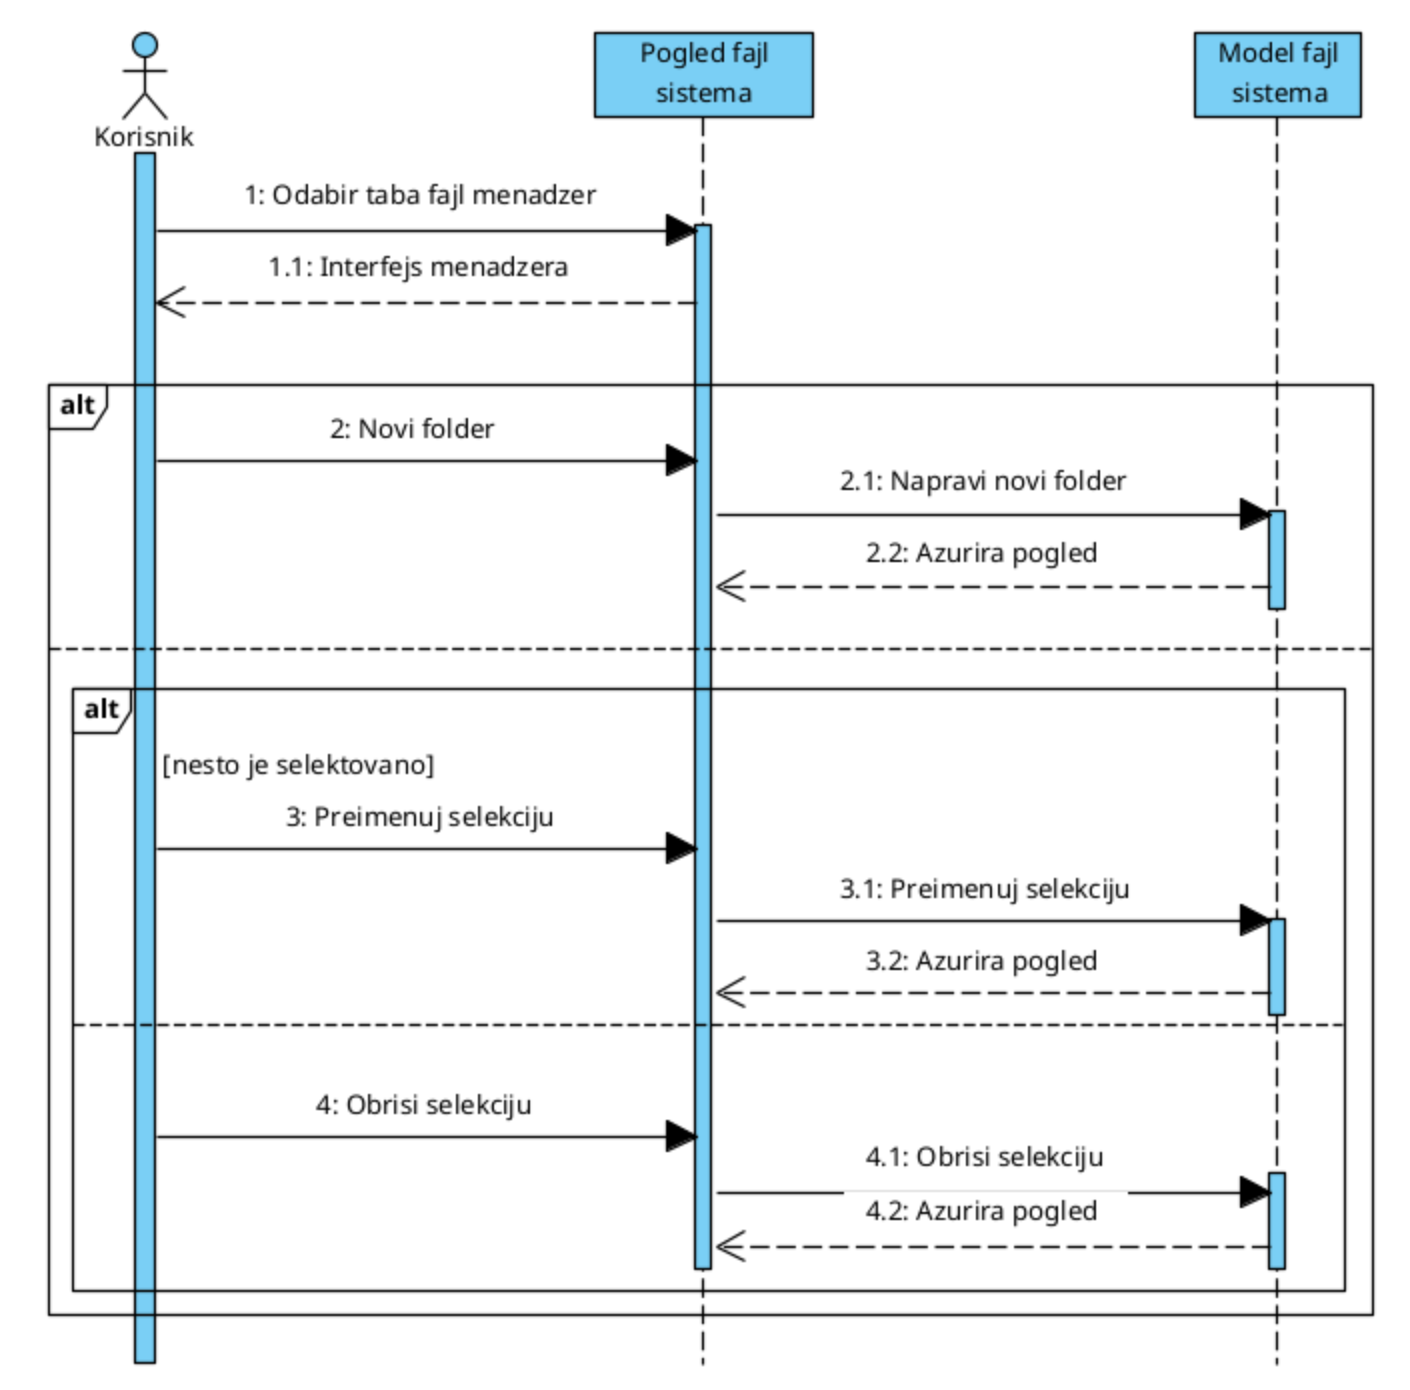 Korisnik
Pogled fajl
sistema
Model fajl
sistema
1: Odabir taba fajl menadzer
1.1: Interfejs menadzera
alt
2: Novi folder
2.1: Napravi novi folder
2.2: Azurira pogled
alt
[nesto je selektovano]
3: Preimenuj selekciju
3.1: Preimenuj selekciju
3.2: Azurira pogled
4: Obrisi selekciju
4.1: Obrisi selekciju
4.2: Azurira pogled